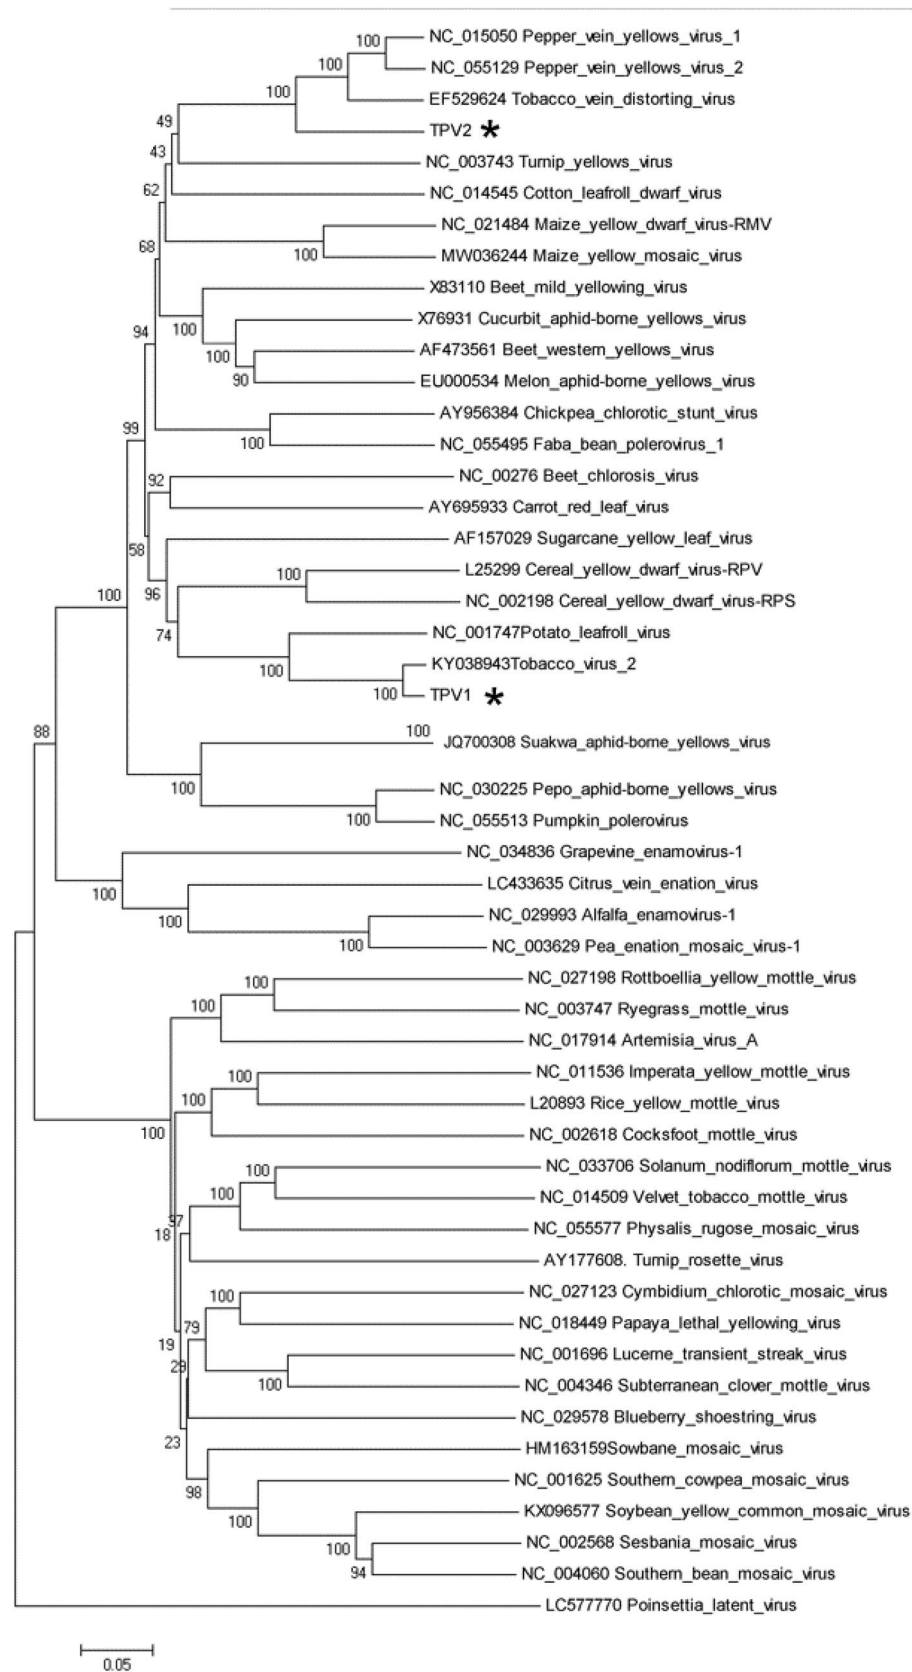 100
NC_015050 Pepper_vein_yellows_virus_1
100
NC_055129 Pepper_vein_yellows_virus_2
100
EF529624 Tobacco_vein_distorting_virus
49
TPV2 *
43
NC_003743 Turnip_yellows_virus
62
NC_014545 Cotton_leafroll_dwarf_virus
NC_021484 Maize_yellow_dwarf_virus-RMV
68
100
MW036244 Maize_yellow_mosaic_virus
X83110 Beet_mild_yellowing_virus
100
X76931 Cucurbit_aphid-borne_yellows_virus
94
100
AF473561 Beet_western_yellows_virus
90
EU000534 Melon_aphid-borne_yellows_virus
AY956384 Chickpea_chlorotic_stunt_virus
99
100
NC_055495 Faba_bean_polerovirus_1
92
NC_00276 Beet_chlorosis_virus
AY695933 Carrot_red_leaf_virus
58
AF157029 Sugarcane_yellow_leaf_virus
100
L25299 Cereal_yellow_dwarf_virus-RPV
100
96
NC_002198 Cereal_yellow_dwarf_virus-RPS
74
NC_001747Potato_leafroll_virus
100
KY038943Tobacco_virus_2
100
TPV1 *
88
100
JQ700308 Suakwa_aphid-borne_yellows_virus
100
NC_030225 Pepo_aphid-borne_yellows_virus
100
NC_055513 Pumpkin_polerovirus
NC_034836 Grapevine_enamovirus-1
100
LC433635 Citrus_vein_enation_virus
100
NC_029993 Alfalfa_enamovirus-1
100
NC_003629 Pea_enation_mosaic_virus-1
100
NC_027198 Rottboellia_yellow_mottle_virus
100
NC_003747 Ryegrass_mottle_virus
NC_017914 Artemisia_virus_A
100
NC_011536 Imperata_yellow_mottle_virus
100
L20893 Rice_yellow_mottle_virus
100
NC_002618 Cocksfoot_mottle_virus
100
NC_033706 Solanum_nodiflorum_mottle_virus
100
NC_014509 Velvet_tobacco_mottle_virus
18
NC_055577 Physalis_rugose_mosaic_virus
AY177608. Turnip_rosette_virus
100
NC_027123 Cymbidium_chlorotic_mosaic_virus
79
NC_018449 Papaya_lethal_yellowing_virus
19
NC_001696 Lucerne_transient_streak_virus
100
NC_004346 Subterranean_clover_mottle_virus
NC_029578 Blueberry_shoestring_virus
23
HM163159Sowbane_mosaic_virus
98
NC_001625 Southern_cowpea_mosaic_virus
100
KX096577 Soybean_yellow_common_mosaic_virus
100
NC_002568 Sesbania_mosaic_virus
94
NC_004060 Southern_bean_mosaic_virus
LC577770 Poinsettia_latent_virus
0.05